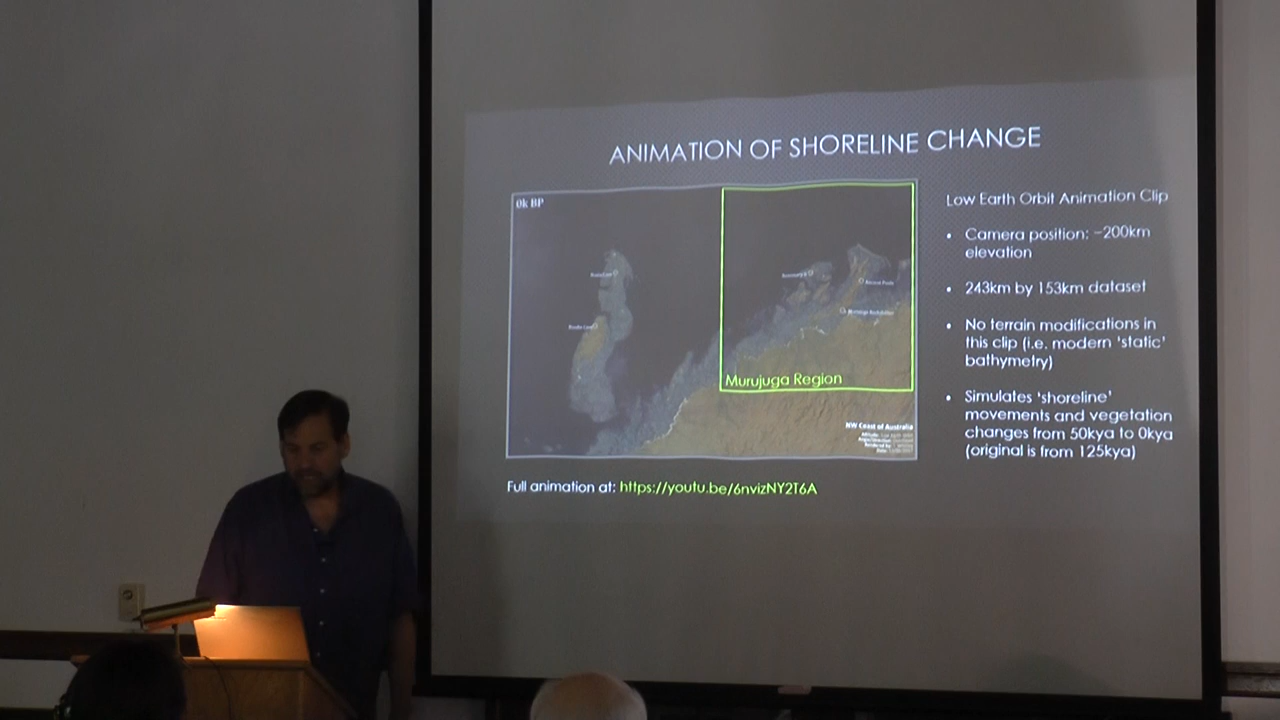 ANIMATION OF SHORELINE CHANGE
0k BP
Murujuga Region
NW Coast of Australia
Low Earth Orbit Animation Clip
• Camera position: ~200km
elevation
• 243km by 153km dataset
• No terrain modifications in
this clip (i.e. modern ‘static’
bathymetry)
• Simulates ‘shoreline’
movements and vegetation
changes from 50kya to 0kya
(original is from 125kya)
Full animation at: https://youtu.be/6nvizNY2T6A